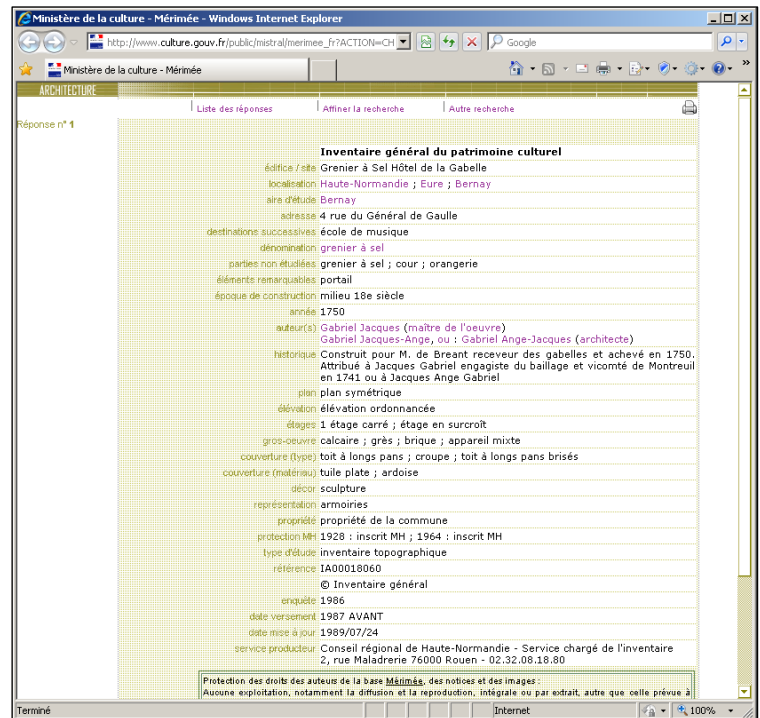 Ministère de la culture - Mérimée - Windows Internet Explorer
http://www.culture.gouv.fr/public/mistral/merimee_fr?ACTION=CH
Google
Ministère de la culture - Mérimée
ARCHITECTURE
Liste des réponses Affiner la recherche Autre recherche
Réponse n° 1
Inventaire général du patrimoine culturel
édifice / site Grenier à Sel Hôtel de la Gabelle
localisation Haute-Normandie ; Eure ; Bernay
aire d'étude Bernay
adresse 4 rue du Général de Gaulle
destinations successives école de musique
dénomination grenier à sel
parties non étudiées grenier à sel ; cour ; orangerie
éléments remarquables portail
époque de construction milieu 18e siècle
année 1750
auteur(s) Gabriel Jacques (maître de l'oeuvre)
Gabriel Jacques-Ange, ou : Gabriel Ange-Jacques (architecte)
historique Construit pour M. de Breant receveur des gabelles et achevé en 1750.
Attribué à Jacques Gabriel engagiste du baillage et vicomté de Montreuil
en 1741 ou à Jacques Ange Gabriel
plan plan symétrique
élévation élévation ordonnancée
étages 1 étage carré ; étage en surcroît
gros-oeuvre calcaire ; grès ; brique ; appareil mixte
couverture (type) toit à longs pans ; croupe ; toit à longs pans brisés
couverture (matériau) tuile plate ; ardoise
décor sculpture
représentation armoiries
propriété propriété de la commune
protection MH 1928 : inscrit MH ; 1964 : inscrit MH
type d'étude inventaire topographique
référence IA00018060
© Inventaire général
enquête 1986
date versement 1987 AVANT
date mise à jour 1989/07/24
service producteur Conseil régional de Haute-Normandie - Service chargé de l'inventaire
2, rue Maladrerie 76000 Rouen - 02.32.08.18.80
Protection des droits des auteurs de la base Mérimée, des notices et des images :
Aucune exploitation, notamment la diffusion et la reproduction, intégrale ou par extrait, autre que celle prévue à
Terminé Internet 100%